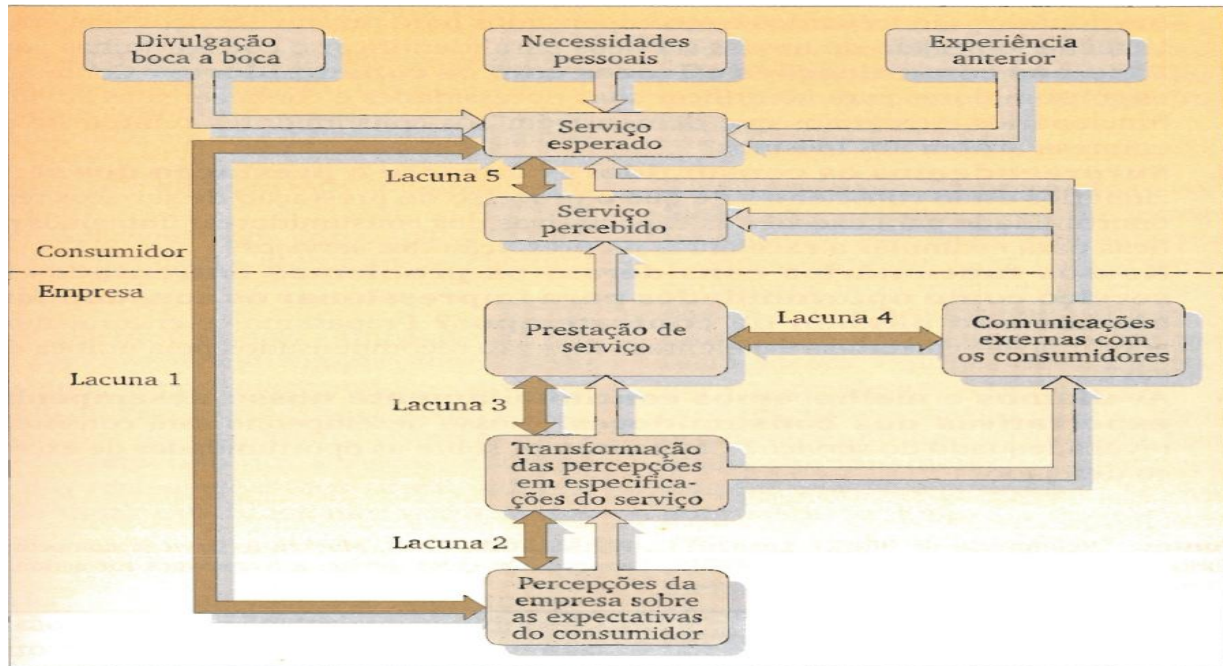 Divulgação
boca a boca
Necessidades
pessoais
Experiência
anterior
Serviço
esperado
Lacuna 5
Serviço
percebido
Consumidor
Empresa
Prestação de
serviço
Lacuna 4
Comunicações
externas com
os consumidores
Lacuna 1
Lacuna 3
Transformação
das percepções
em especifica-
ções do serviço
Lacuna 2
Percepções da
empresa sobre
as expectativas
do consumidor